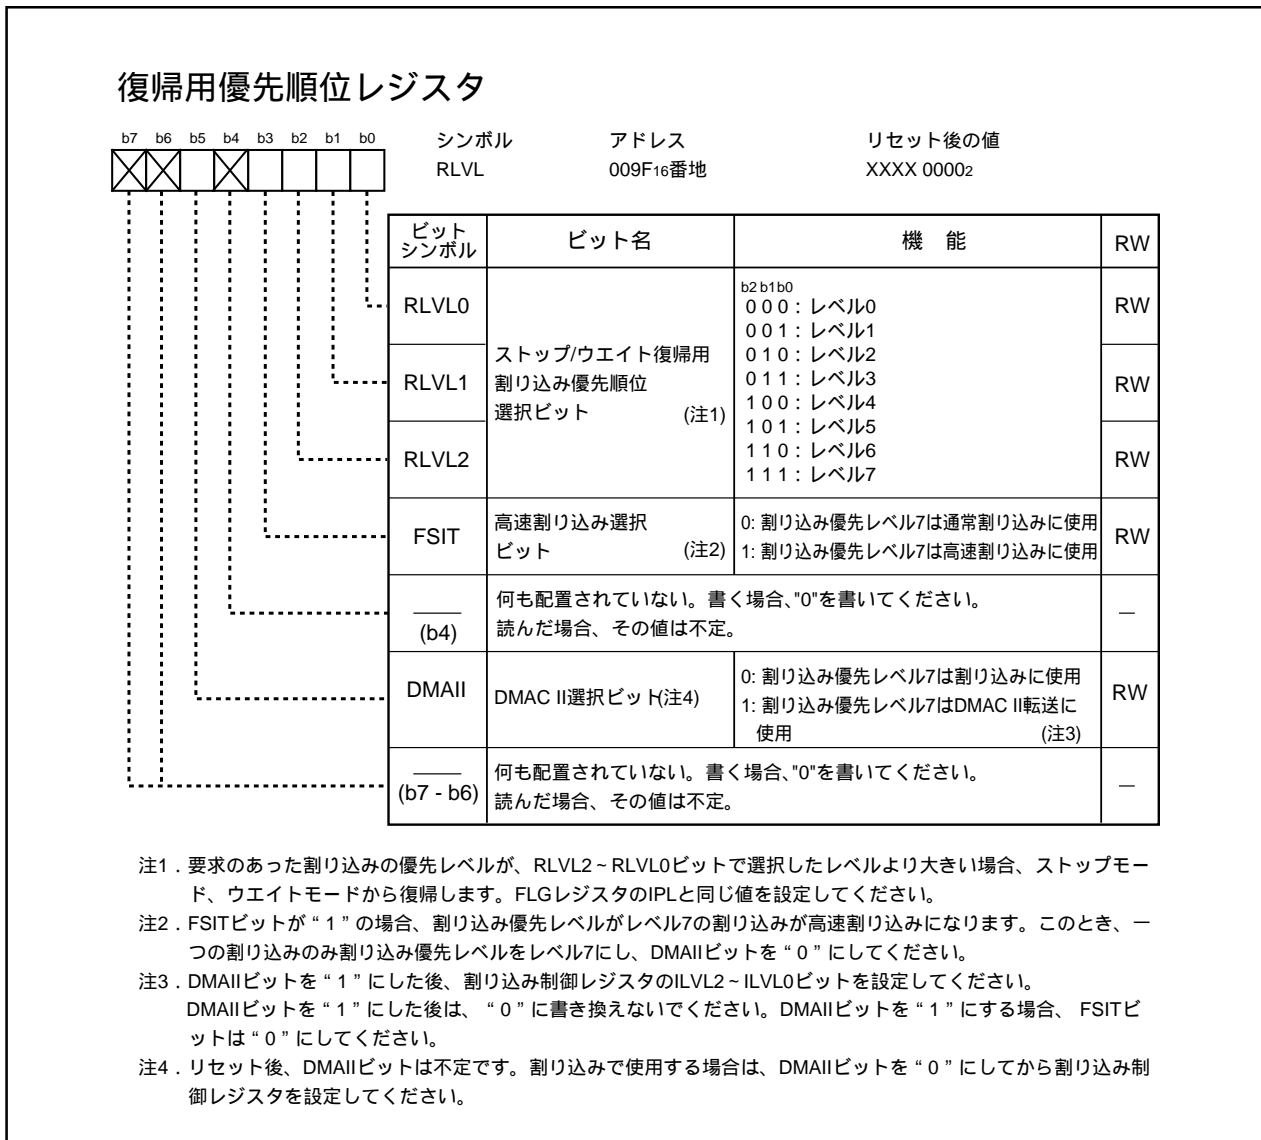 復帰用優先順位レジスタ
b7 b6 b5 b4 b3 b2 b1 b0
シンボル アドレス リセット後の値
RLVL 009F16番地 XXXX 00002
ビット
シンボル
ビット名 機 能 RW
RLVL0
RLVL1
RLVL2
ストップ/ウエイト復帰用
割り込み優先順位
選択ビット (注1)
b2 b1 b0
0 0 0 : レベル0
0 0 1 : レベル1
0 1 0 : レベル2
0 1 1 : レベル3
1 0 0 : レベル4
1 0 1 : レベル5
1 1 0 : レベル6
1 1 1 : レベル7
RW
RW
RW
FSIT
高速割り込み選択
ビット (注2)
0: 割り込み優先レベル7は通常割り込みに使用
1: 割り込み優先レベル7は高速割り込みに使用
RW
(b4)
何も配置されていない。書く場合、"0"を書いてください。
読んだ場合、その値は不定。
—
DMAII
DMAC II選択ビット(注4)
0: 割り込み優先レベル7は割り込みに使用
1: 割り込み優先レベル7はDMAC II転送に
使用 (注3)
RW
(b7 - b6)
何も配置されていない。書く場合、"0"を書いてください。
読んだ場合、その値は不定。
—
注1．要求のあった割り込みの優先レベルが、RLVL2～RLVL0ビットで選択したレベルより大きい場合、ストップモー
ド、ウエイトモードから復帰します。FLGレジスタのIPLと同じ値を設定してください。
注2．FSITビットが“1”の場合、割り込み優先レベルがレベル7の割り込みが高速割り込みになります。このとき、一
つの割り込みのみ割り込み優先レベルをレベル7にし、DMAIIビットを“0”にしてください。
注3．DMAIIビットを“1”にした後、割り込み制御レジスタのILVL2～ILVL0ビットを設定してください。
DMAIIビットを“1”にした後は、“0”に書き換えないでください。DMAIIビットを“1”にする場合、FSITビ
ットは“0”にしてください。
注4．リセット後、DMAIIビットは不定です。割り込みで使用する場合は、DMAIIビットを“0”にしてから割り込み制
御レジスタを設定してください。